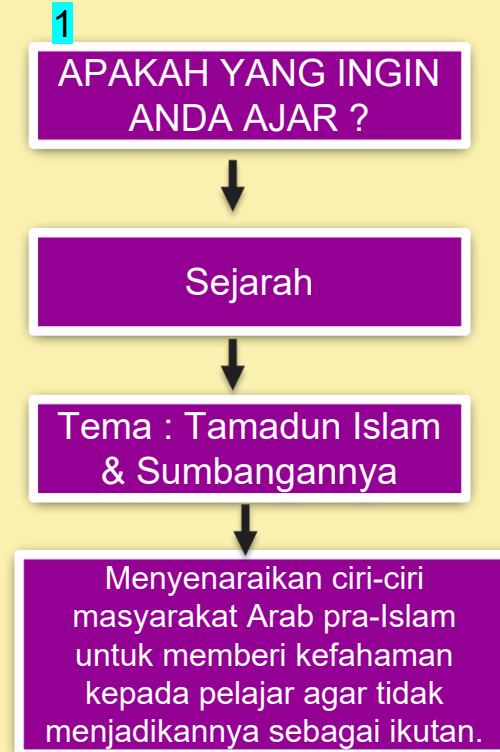 1
APAKAH YANG INGIN
ANDA AJAR ?
Sejarah
Tema : Tamadun Islam
& Sumbangannya
Menyenaraikan ciri-ciri
masyarakat Arab pra-Islam
untuk memberi kefahaman
kepada pelajar agar tidak
menjadikannya sebagai ikutan.